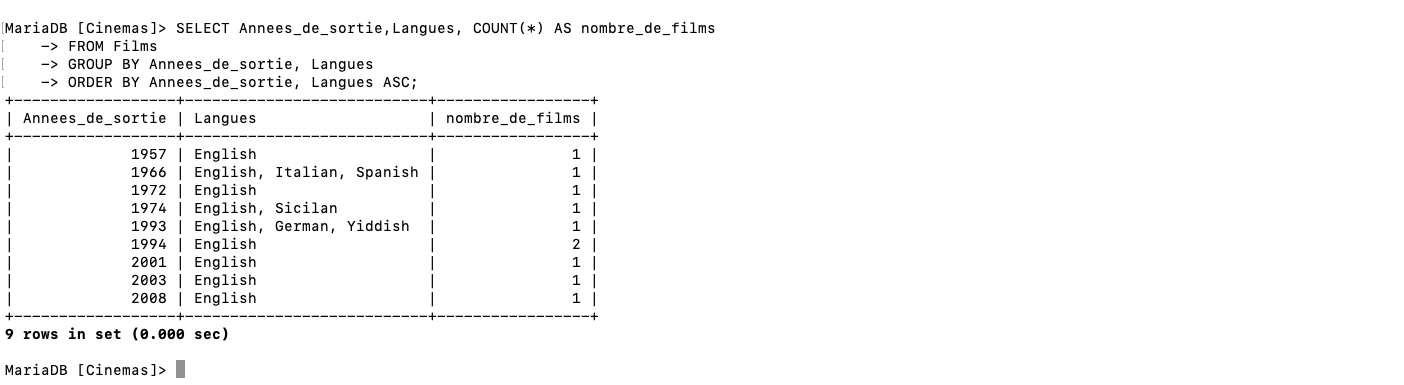 MariaDB [Cinemas]> SELECT Annees_de_sortie,Langues, COUNT(*) AS nombre_de_films
    -> FROM Films
    -> GROUP BY Annees_de_sortie, Langues
    -> ORDER BY Annees_de_sortie, Langues ASC;
+------------------+---------------------------+-----------------+
| Annees_de_sortie | Langues                   | nombre_de_films |
+------------------+---------------------------+-----------------+
|             1957 | English                   |               1 |
|             1966 | English, Italian, Spanish |               1 |
|             1972 | English                   |               1 |
|             1974 | English, Sicilan          |               1 |
|             1993 | English, German, Yiddish  |               1 |
|             1994 | English                   |               2 |
|             2001 | English                   |               1 |
|             2003 | English                   |               1 |
|             2008 | English                   |               1 |
+------------------+---------------------------+-----------------+
9 rows in set (0.000 sec)
MariaDB [Cinemas]>